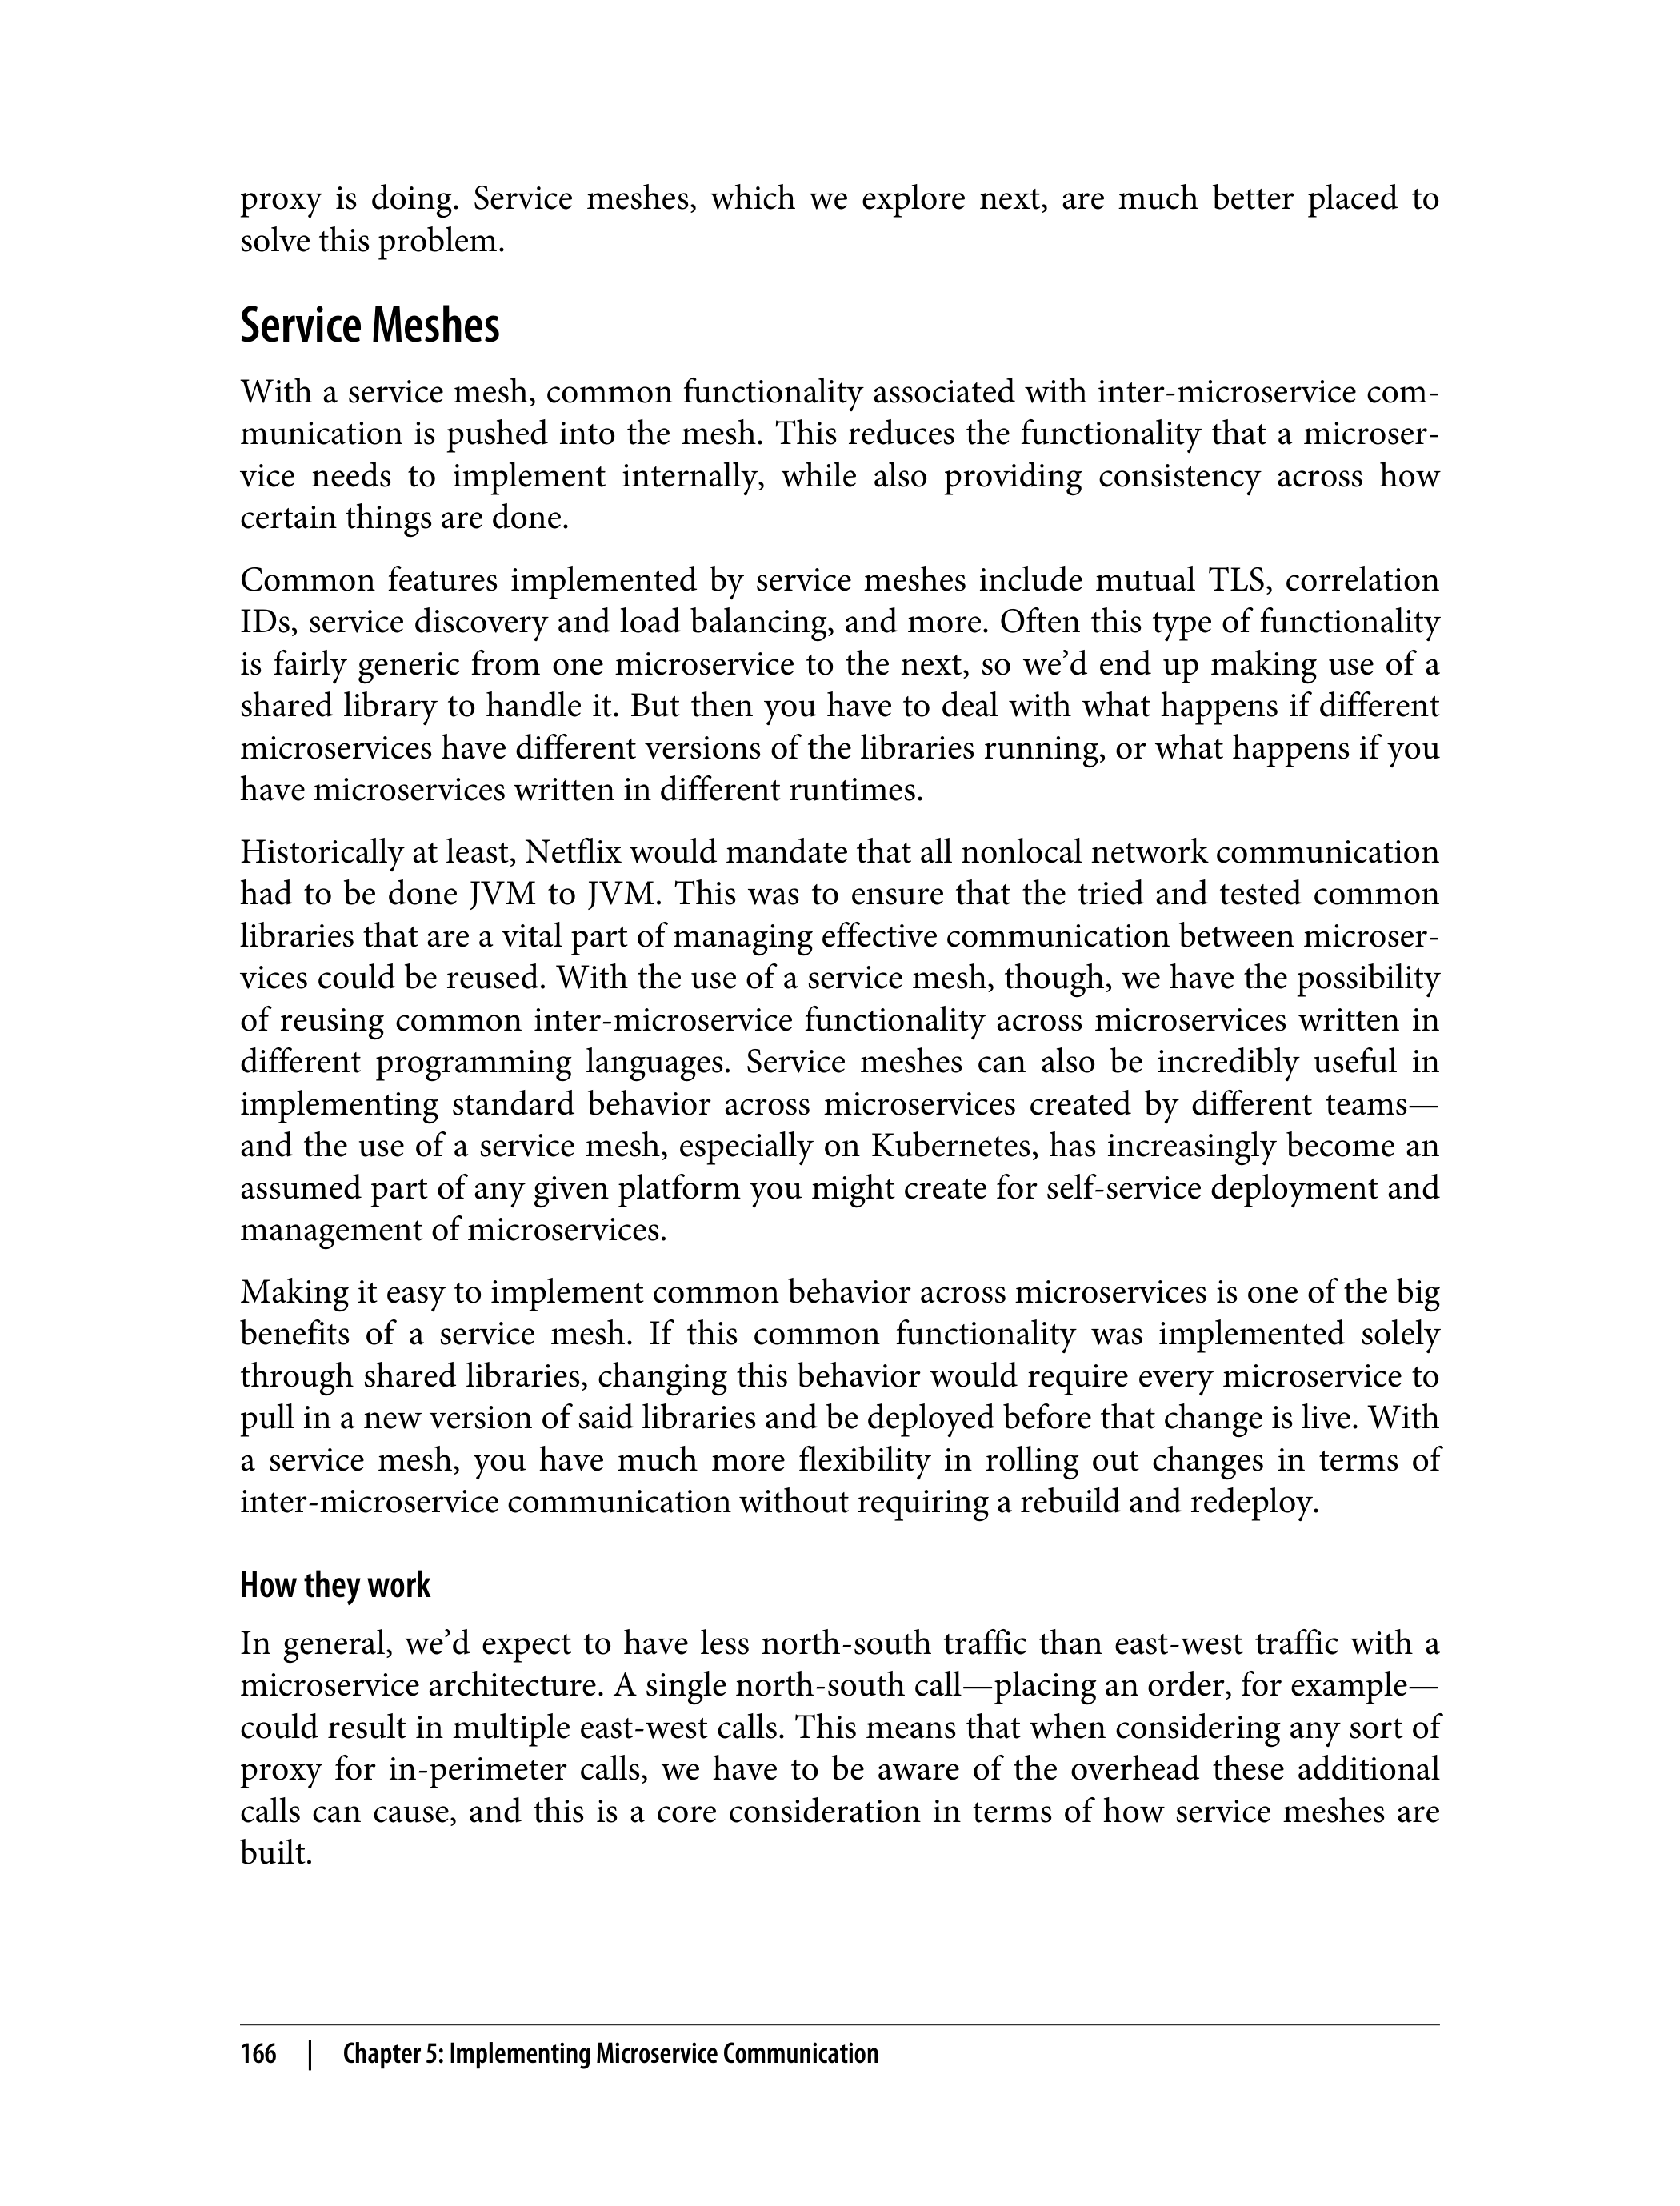 proxy is doing. Service meshes, which we explore next, are much better placed to
solve this problem.
Service Meshes
With a service mesh, common functionality associated with inter-microservice com-
munication is pushed into the mesh. This reduces the functionality that a microser-
vice needs to implement internally, while also providing consistency across how
certain things are done.
Common features implemented by service meshes include mutual TLS, correlation
IDs, service discovery and load balancing, and more. Often this type of functionality
is fairly generic from one microservice to the next, so we’d end up making use of a
shared library to handle it. But then you have to deal with what happens if different
microservices have different versions of the libraries running, or what happens if you
have microservices written in different runtimes.
Historically at least, Netflix would mandate that all nonlocal network communication
had to be done JVM to JVM. This was to ensure that the tried and tested common
libraries that are a vital part of managing effective communication between microser-
vices could be reused. With the use of a service mesh, though, we have the possibility
of reusing common inter-microservice functionality across microservices written in
different programming languages. Service meshes can also be incredibly useful in
implementing standard behavior across microservices created by different teams—
and the use of a service mesh, especially on Kubernetes, has increasingly become an
assumed part of any given platform you might create for self-service deployment and
management of microservices.
Making it easy to implement common behavior across microservices is one of the big
benefits of a service mesh. If this common functionality was implemented solely
through shared libraries, changing this behavior would require every microservice to
pull in a new version of said libraries and be deployed before that change is live. With
a service mesh, you have much more flexibility in rolling out changes in terms of
inter-microservice communication without requiring a rebuild and redeploy.
How they work
In general, we’d expect to have less north-south traffic than east-west traffic with a
microservice architecture. A single north-south call—placing an order, for example—
could result in multiple east-west calls. This means that when considering any sort of
proxy for in-perimeter calls, we have to be aware of the overhead these additional
calls can cause, and this is a core consideration in terms of how service meshes are
built.
166 | Chapter 5: Implementing Microservice Communication